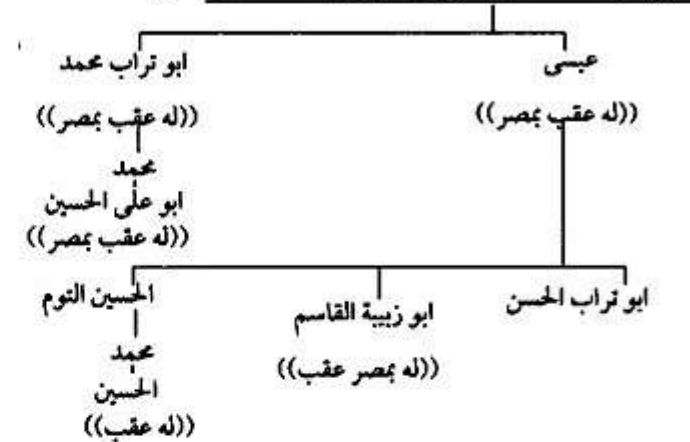 عيسى
ابو تراب محمد
((له عقب بمصر))
((له عقب بمصر))
محمد
ابو على الحسين
((له عقب بمصر))
ابو تراب الحسن
ابو زبيبة القاسم
الحسين التوم
((له بمصر عقب))
محمد
الحسين
((له عقب))